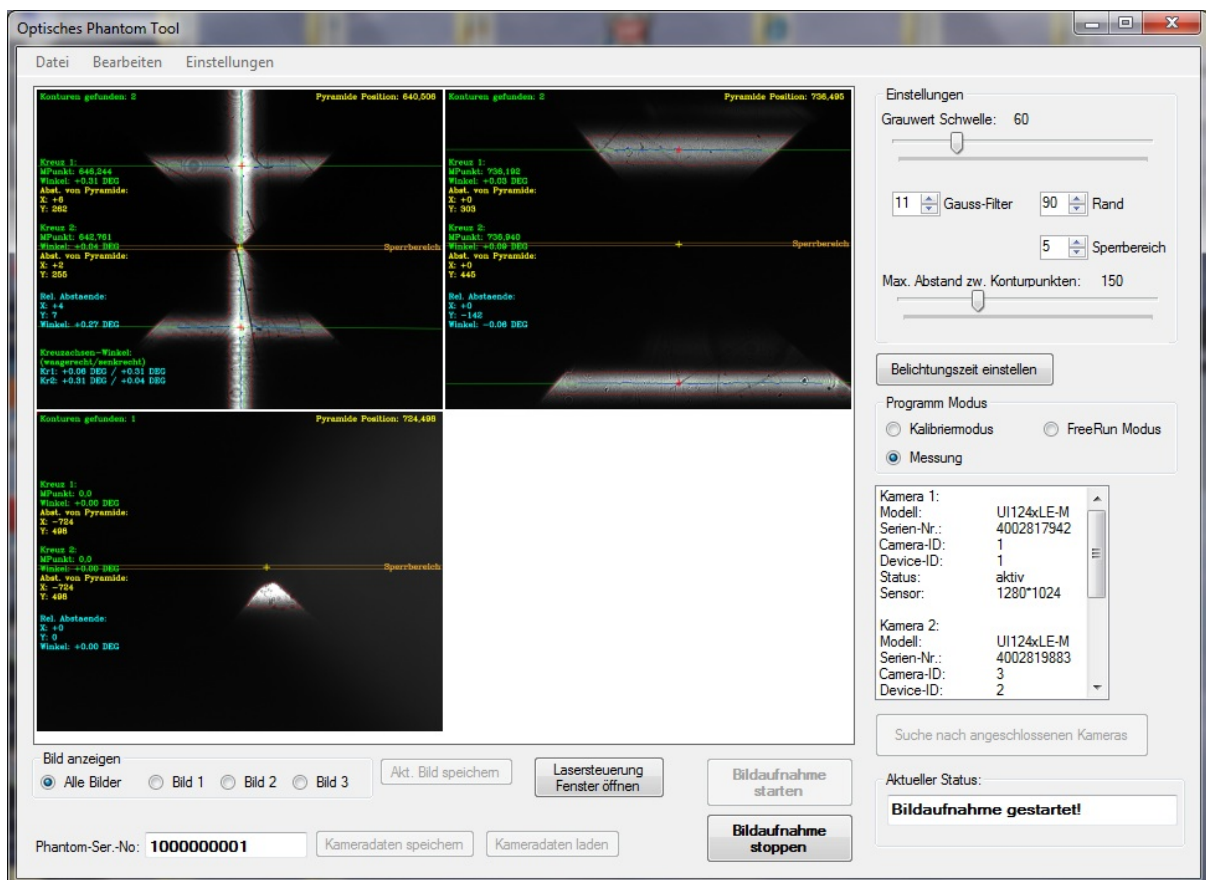 Optisches Phantom Tool
Datei Bearbeiten Einstellungen
Konturen gefunden: 2 Pyramide Position: 640,506
Kreuz 1:
MPunkt: 646,244
Winkel: +0.31 DEG
Abst. von Pyramide:
X: +6
Y: 262
Kreuz 2:
MPunkt: 642,761
Winkel: +0.04 DEG
Abst. von Pyramide:
X: +2
Y: 255
Sperrbereich
Rel. Abstaende:
X: +4
Y: 7
Winkel: +0.27 DEG
Kreuzachsen-Winkel:
(waagerecht/senkrecht)
Kr1: +0.06 DEG / +0.31 DEG
Kr2: +0.31 DEG / +0.04 DEG
Konturen gefunden: 2 Pyramide Position: 736,495
Kreuz 1:
MPunkt: 736,192
Winkel: +0.03 DEG
Abst. von Pyramide:
X: +0
Y: 303
Kreuz 2:
MPunkt: 736,940
Winkel: +0.09 DEG
Abst. von Pyramide:
X: +0
Y: 445
Sperrbereich
Rel. Abstaende:
X: +0
Y: -142
Winkel: -0.06 DEG
Konturen gefunden: 1 Pyramide Position: 724,498
Kreuz 1:
MPunkt: 0,0
Winkel: +0.00 DEG
Abst. von Pyramide:
X: -724
Y: 498
Kreuz 2:
MPunkt: 0,0
Winkel: +0.00 DEG
Abst. von Pyramide:
X: -724
Y: 498
Sperrbereich
Rel. Abstaende:
X: +0
Y: 0
Winkel: +0.00 DEG
Einstellungen
Grauwert Schwelle: 60
11 Gauss-Filter 90 Rand
5 Sperrbereich
Max. Abstand zw. Konturpunkten: 150
Belichtungszeit einstellen
Programm Modus
Kalibriermodus FreeRun Modus
Messung
Kamera 1:
Modell: UI124xLE-M
Serien-Nr.: 4002817942
Camera-ID: 1
Device-ID: 1
Status: aktiv
Sensor: 1280*1024
Kamera 2:
Modell: UI124xLE-M
Serien-Nr.: 4002819883
Camera-ID: 3
Device-ID: 2
Suche nach angeschlossenen Kameras
Aktueller Status:
Bildaufnahme gestartet!
Bild anzeigen
Alle Bilder Bild 1 Bild 2 Bild 3
Akt. Bild speichern
Lasersteuerung
Fenster öffnen
Bildaufnahme
starten
Phantom-Ser.-No: 1000000001
Kameradaten speichern
Kameradaten laden
Bildaufnahme
stoppen